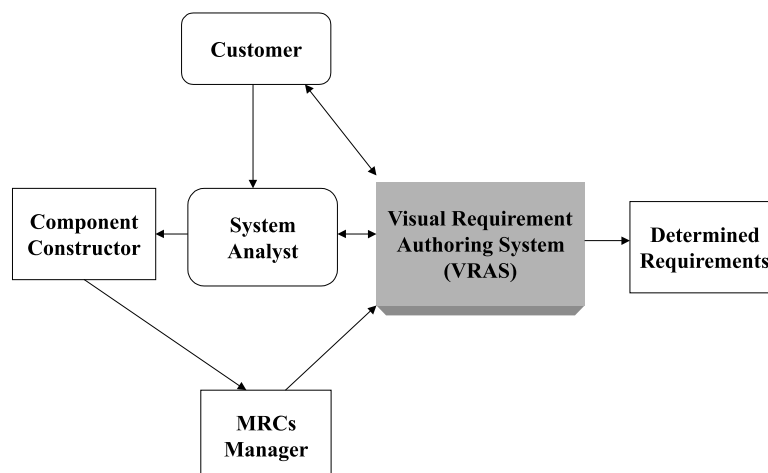 Customer
Component
Constructor
System
Analyst
Visual Requirement
Authoring System
(VRAS)
Determined
Requirements
MRCs
Manager